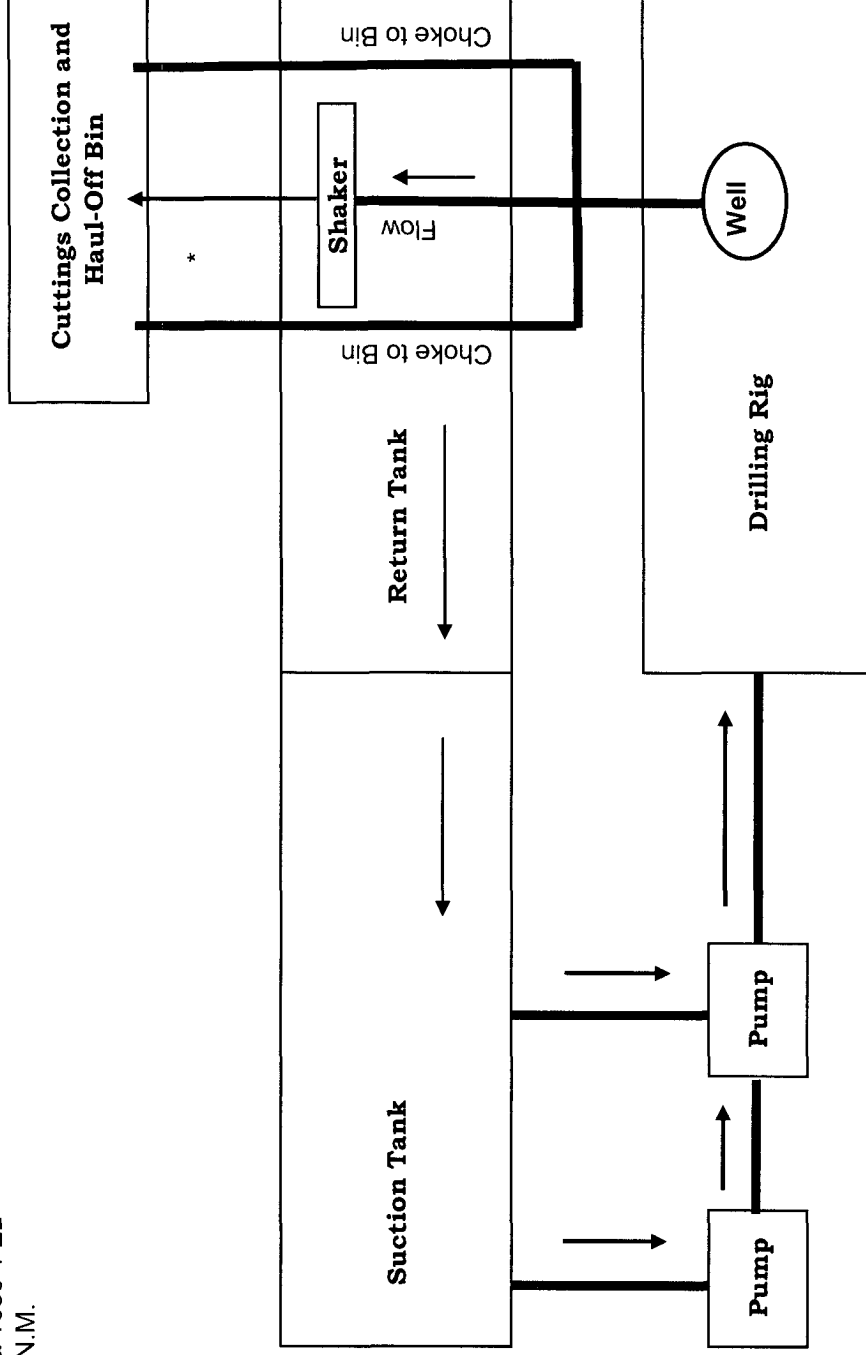 N.M.
Cuttings Collection and
Haul-Off Bin
*
Choke to Bin
Shaker
Flow
Choke to Bin
Well
Return Tank
Drilling Rig
Suction Tank
Pump
Pump